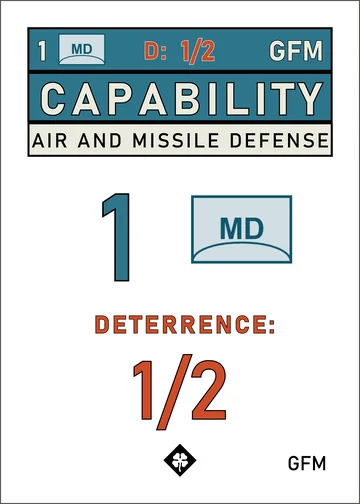 1 MD D: 1/2 GFM
CAPABILITY
AIR AND MISSILE DEFENSE
1 MD
DETERRENCE:
1/2
GFM